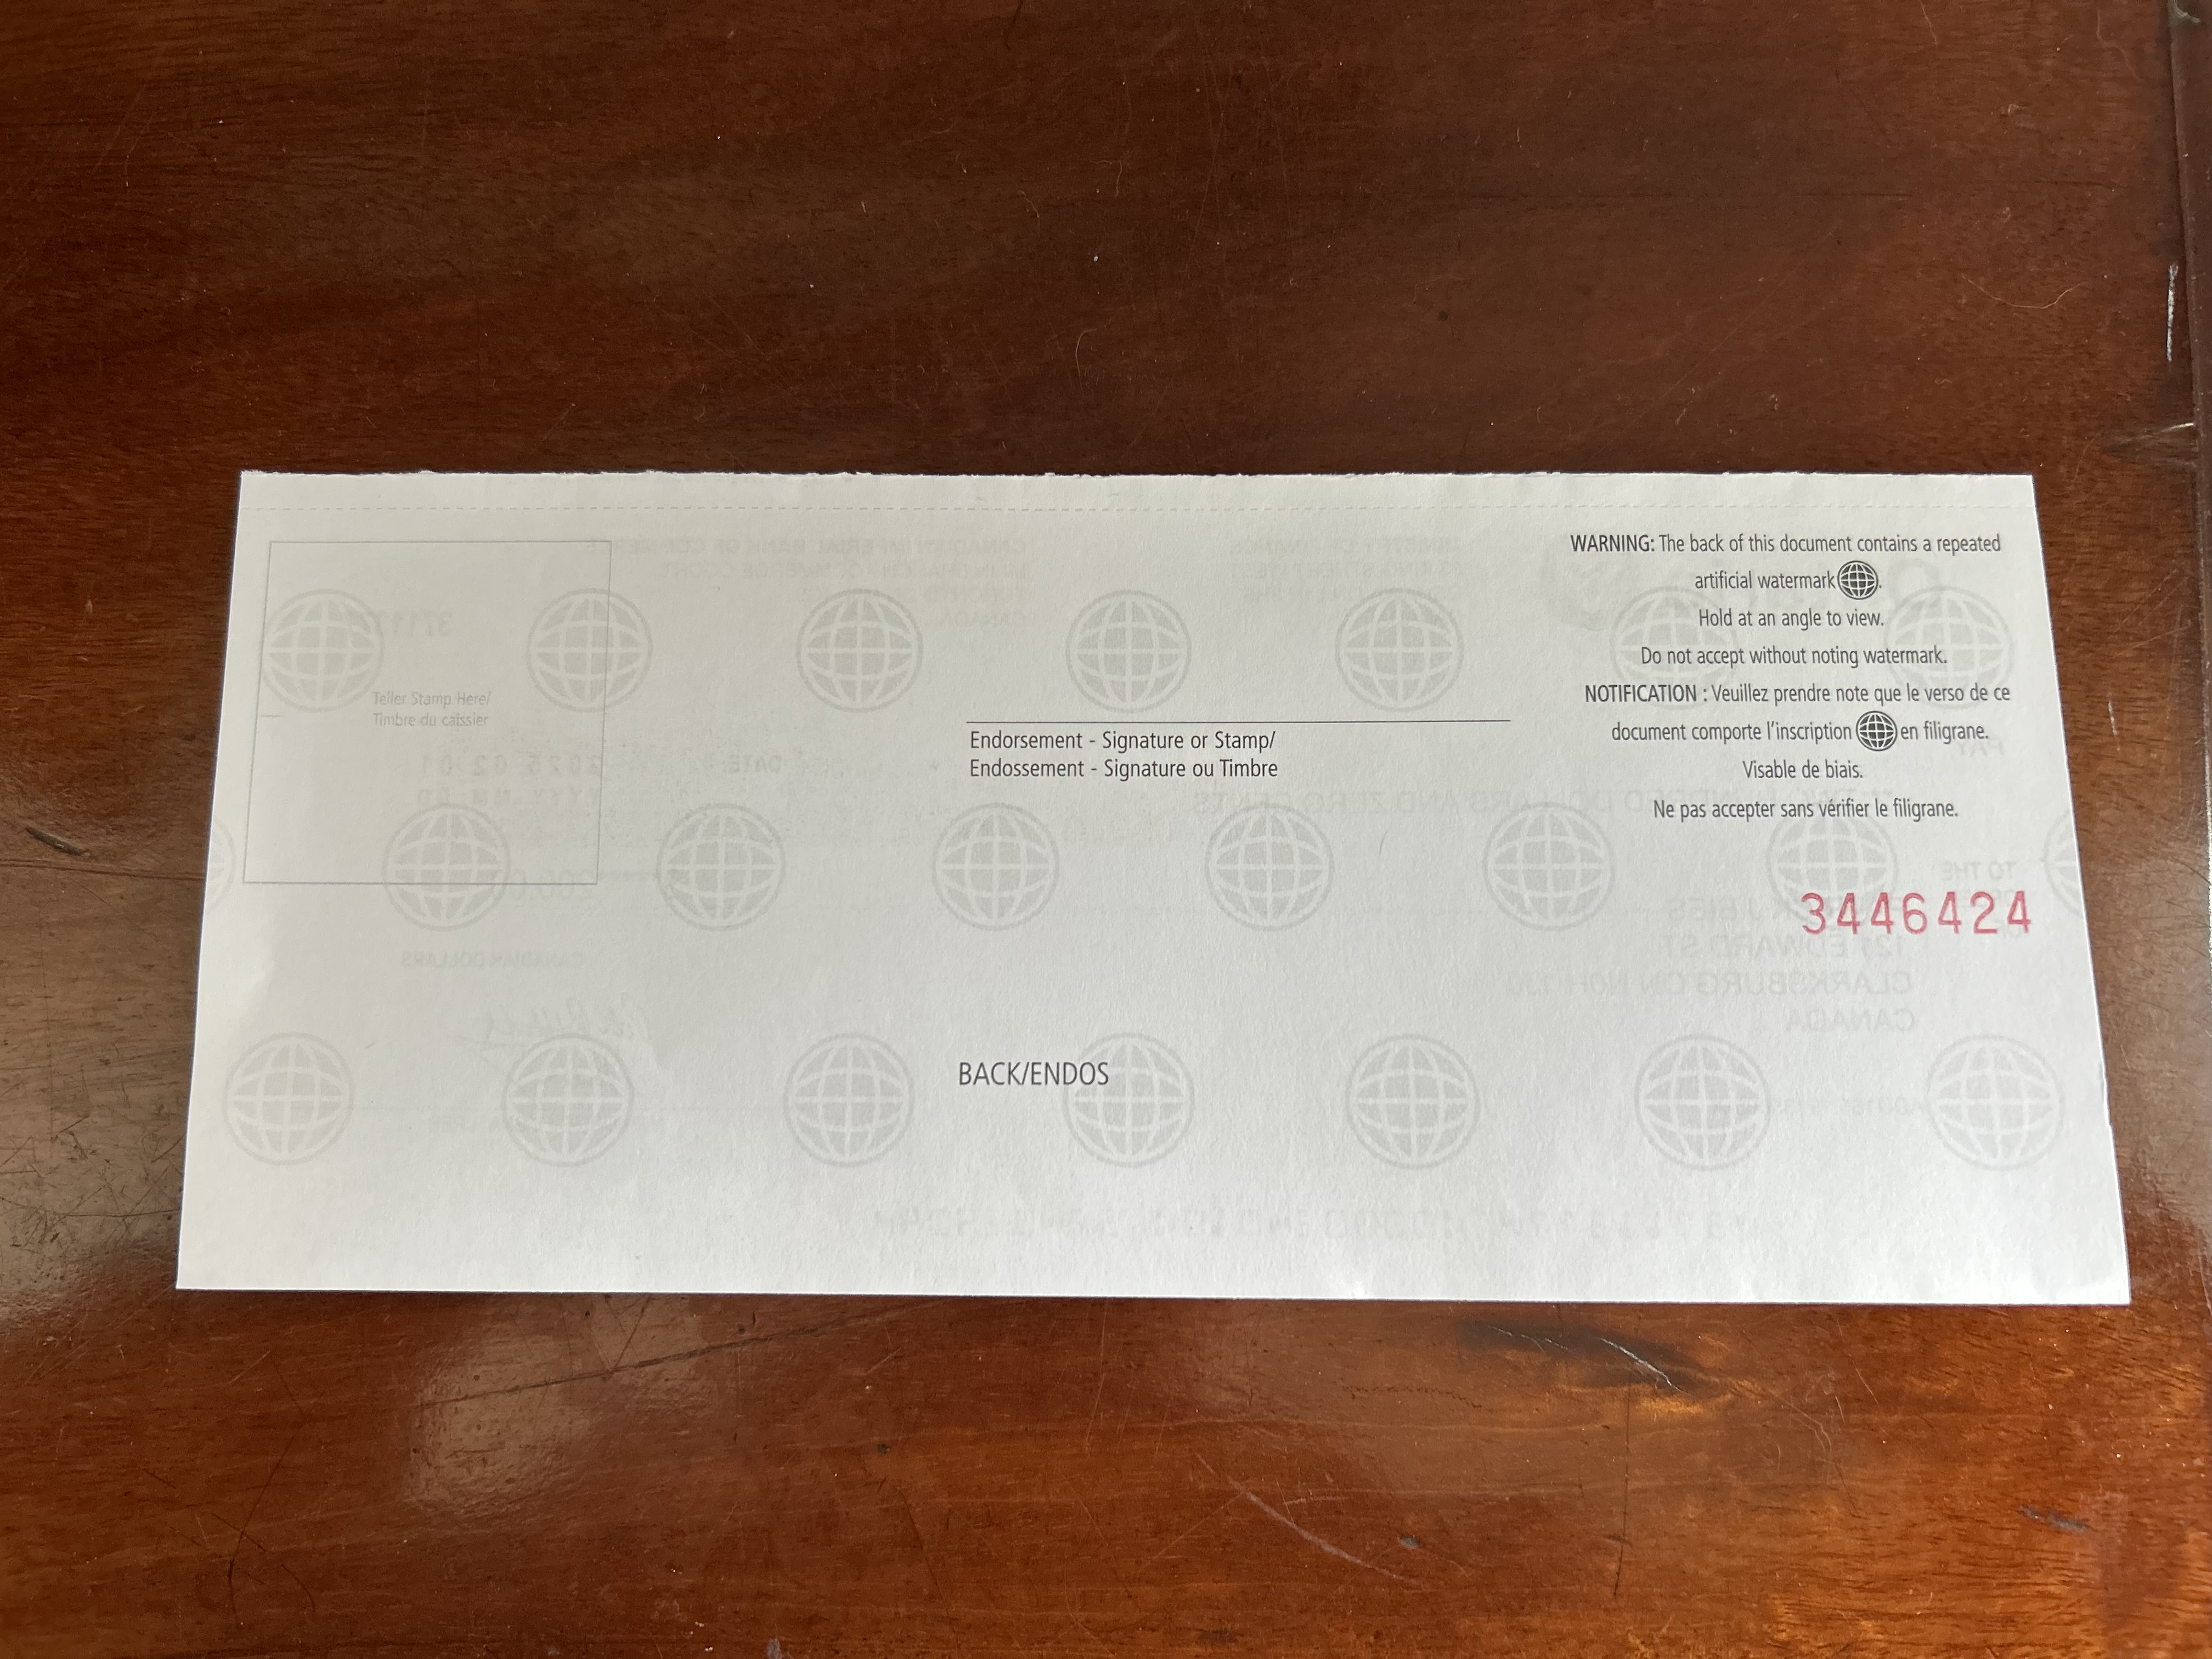 WARNING: The back of this document contains a repeated
artificial watermark .
Hold at an angle to view.
Do not accept without noting watermark.
NOTIFICATION : Veuillez prendre note que le verso de ce
document comporte l'inscription en filigrane.
Visable de biais.
Ne pas accepter sans vérifier le filigrane.
Teller Stamp Here/
Timbre du caissier
Endorsement - Signature or Stamp/
Endossement - Signature ou Timbre
3446424
BACK/ENDOS